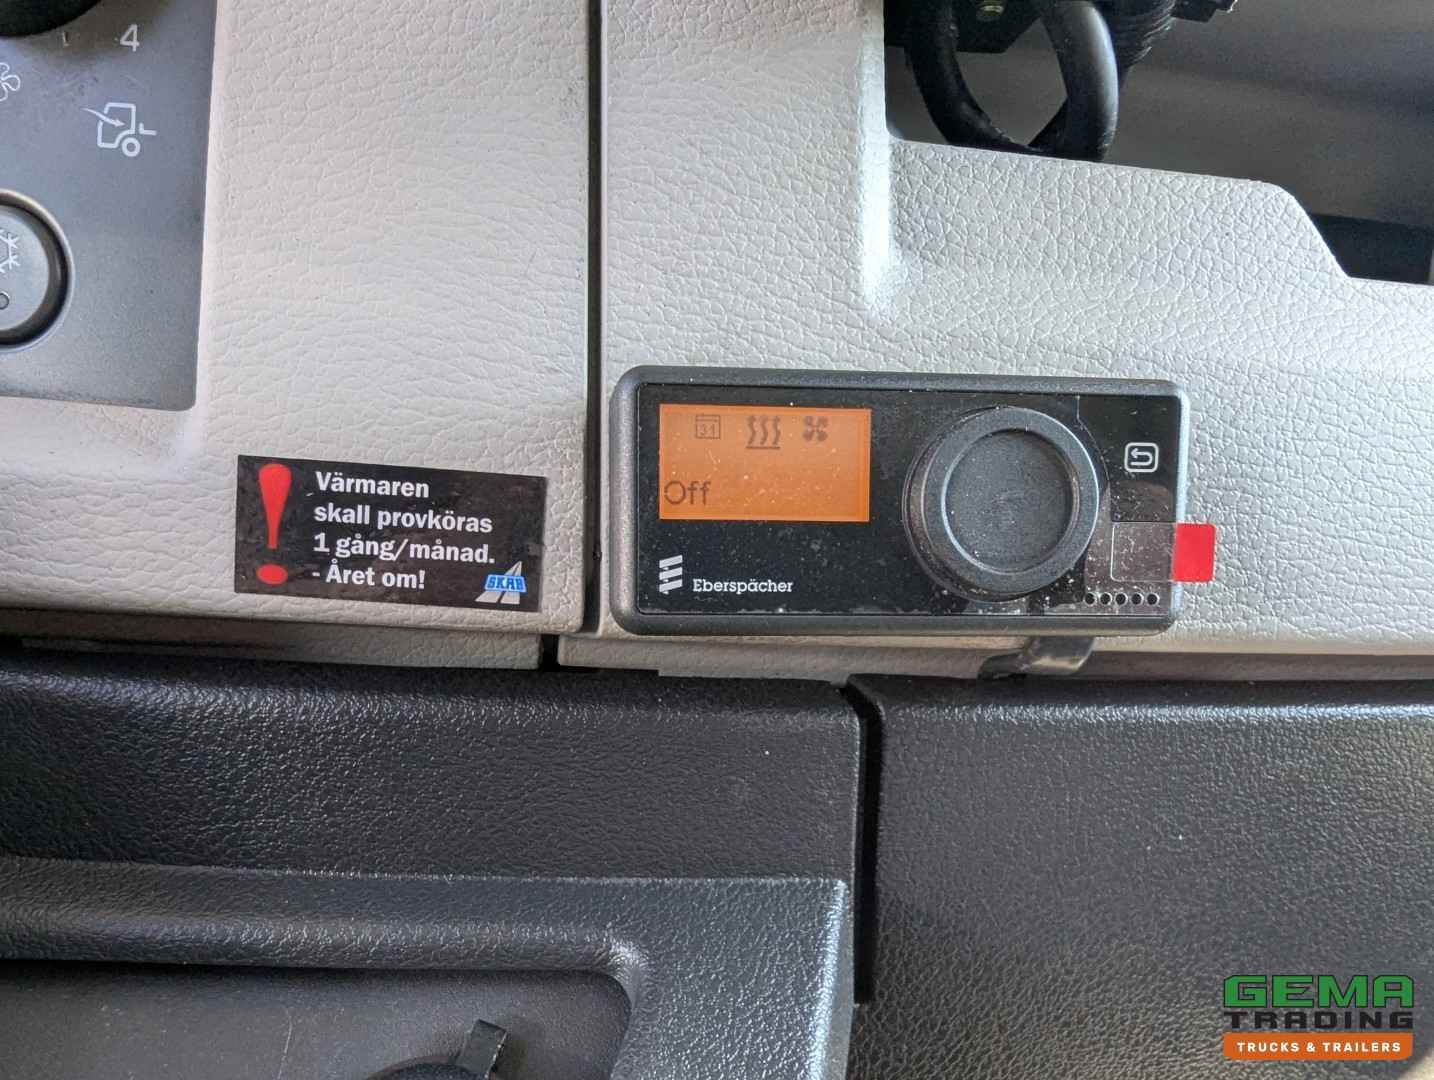 4
Värmaren
skall provköras
1 gång/månad.
- Året om!
SKAB
31
Off
Eberspächer
GEMA
TRADING
TRUCKS & TRAILERS